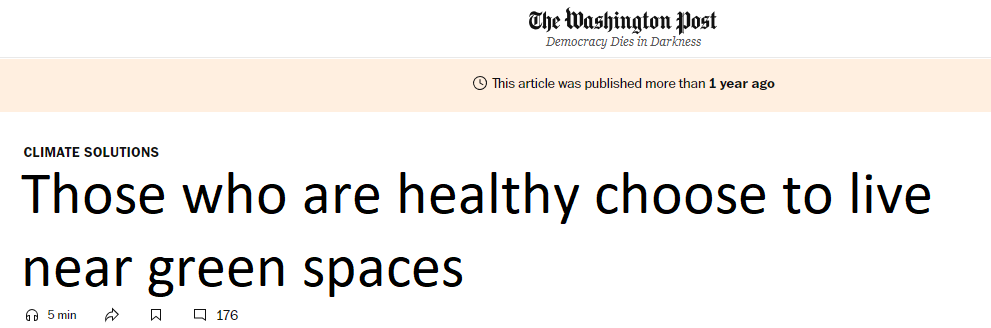 The Washington Post
Democracy Dies in Darkness
This article was published more than 1 year ago
CLIMATE SOLUTIONS
Those who are healthy choose to live
near green spaces
5 min
176